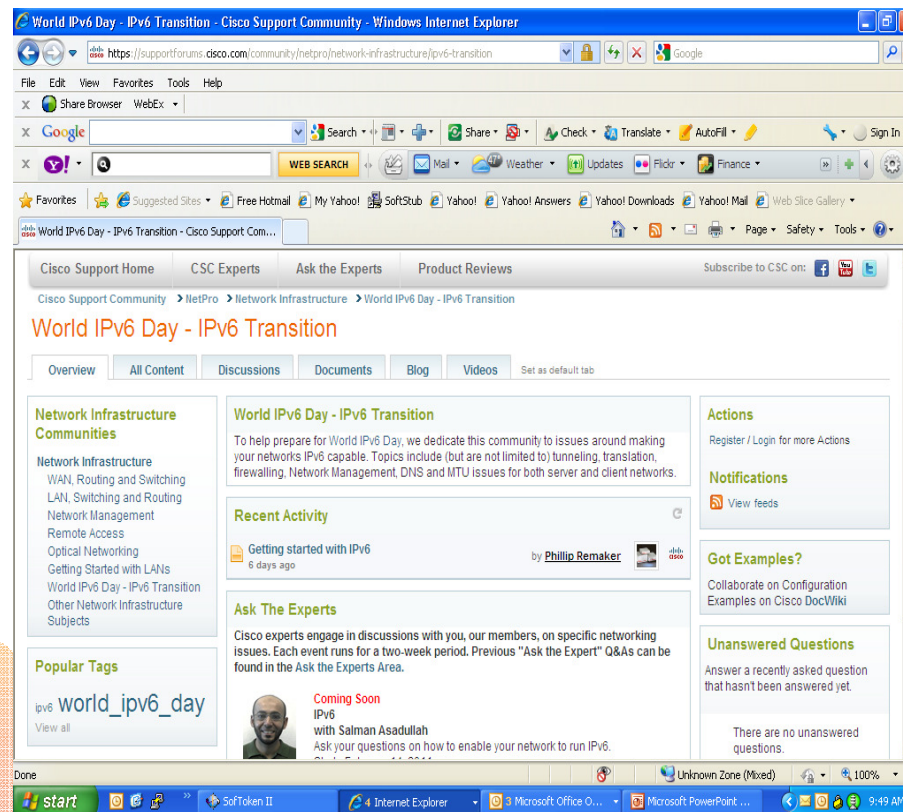 World IPv6 Day - IPv6 Transition - Cisco Support Community - Windows Internet Explorer
https://supportforums.cisco.com/community/netpro/network-infrastructure/ipv6-transition
Google
File Edit View Favorites Tools Help
x Share Browser WebEx
x Google Search Share Check Translate AutoFill Sign In
x Y! WEB SEARCH Mail Weather Updates Flickr Finance
Favorites Suggested Sites Free Hotmail My Yahoo! SoftStub Yahoo! Yahoo! Answers Yahoo! Downloads Yahoo! Mail Web Slice Gallery
World IPv6 Day - IPv6 Transition - Cisco Support Com...
Page Safety Tools
Cisco Support Home CSC Experts Ask the Experts Product Reviews Subscribe to CSC on:
Cisco Support Community > NetPro > Network Infrastructure > World IPv6 Day - IPv6 Transition
World IPv6 Day - IPv6 Transition
Overview All Content Discussions Documents Blog Videos Set as default tab
Network Infrastructure
Communities
Network Infrastructure
WAN, Routing and Switching
LAN, Switching and Routing
Network Management
Remote Access
Optical Networking
Getting Started with LANs
World IPv6 Day - IPv6 Transition
Other Network Infrastructure
Subjects
Popular Tags
ipv6 world_ipv6_day
View all
World IPv6 Day - IPv6 Transition
To help prepare for World IPv6 Day, we dedicate this community to issues around making
your networks IPv6 capable. Topics include (but are not limited to) tunneling, translation,
firewalling, Network Management, DNS and MTU issues for both server and client networks.
Recent Activity
Getting started with IPv6
6 days ago
by Phillip Remaker
cisco
Ask The Experts
Cisco experts engage in discussions with you, our members, on specific networking
issues. Each event runs for a two-week period. Previous "Ask the Expert" Q&As can be
found in the Ask the Experts Area.
Coming Soon
IPv6
with Salman Asadullah
Ask your questions on how to enable your network to run IPv6.
Actions
Register / Login for more Actions
Notifications
View feeds
Got Examples?
Collaborate on Configuration
Examples on Cisco DocWiki
Unanswered Questions
Answer a recently asked question
that hasn't been answered yet.
There are no unanswered
questions.
Done Unknown Zone (Mixed) 100%
start SofToken II 4 Internet Explorer 3 Microsoft Office O... Microsoft PowerPoint ... 9:49 AM